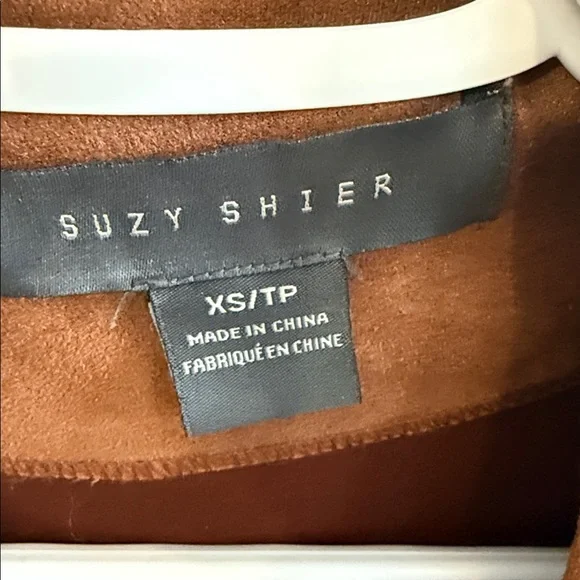 SUZY SHIER
XS/TP
MADE IN CHINA
FABRIQUÉ EN CHINE